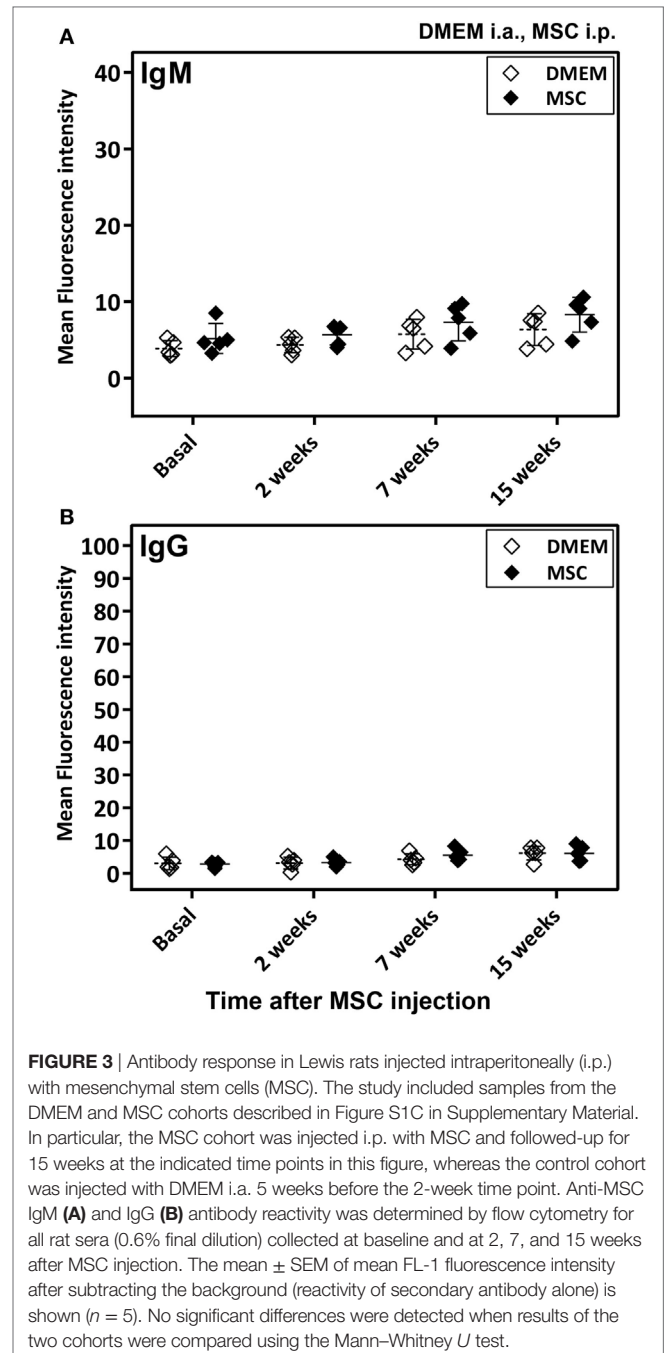 A
DMEM i.a., MSC i.p.
IgM
DMEM
MSC
40
30
20
10
0
Mean Fluorescence intensity
Basal
2 weeks
7 weeks
15 weeks
B
IgG
DMEM
MSC
100
90
80
70
60
50
40
30
20
10
0
Mean Fluorescence intensity
Basal
2 weeks
7 weeks
15 weeks
Time after MSC injection
FIGURE 3 | Antibody response in Lewis rats injected intraperitoneally (i.p.)
with mesenchymal stem cells (MSC). The study included samples from the
DMEM and MSC cohorts described in Figure S1C in Supplementary Material.
In particular, the MSC cohort was injected i.p. with MSC and followed-up for
15 weeks at the indicated time points in this figure, whereas the control cohort
was injected with DMEM i.a. 5 weeks before the 2-week time point. Anti-MSC
IgM (A) and IgG (B) antibody reactivity was determined by flow cytometry for
all rat sera (0.6% final dilution) collected at baseline and at 2, 7, and 15 weeks
after MSC injection. The mean ± SEM of mean FL-1 fluorescence intensity
after subtracting the background (reactivity of secondary antibody alone) is
shown (n = 5). No significant differences were detected when results of the
two cohorts were compared using the Mann–Whitney U test.